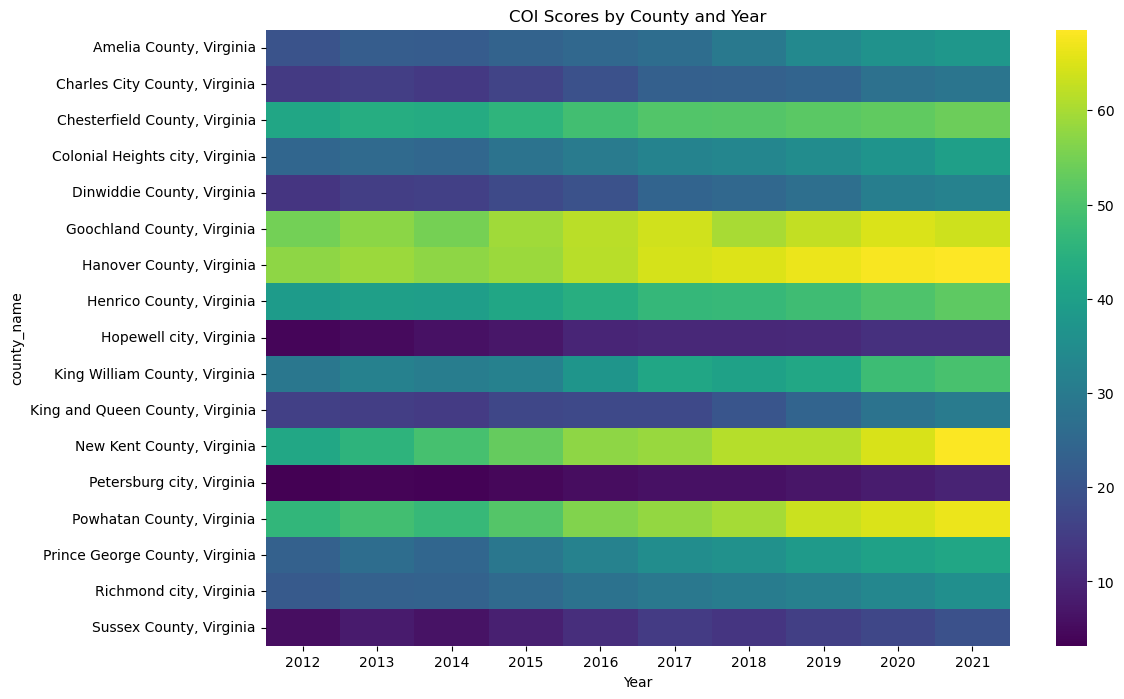 COI Scores by County and Year
county_name
Amelia County, Virginia
Charles City County, Virginia
Chesterfield County, Virginia
Colonial Heights city, Virginia
Dinwiddie County, Virginia
Goochland County, Virginia
Hanover County, Virginia
Henrico County, Virginia
Hopewell city, Virginia
King William County, Virginia
King and Queen County, Virginia
New Kent County, Virginia
Petersburg city, Virginia
Powhatan County, Virginia
Prince George County, Virginia
Richmond city, Virginia
Sussex County, Virginia
2012 2013 2014 2015 2016 2017 2018 2019 2020 2021
Year
60
50
40
30
20
10